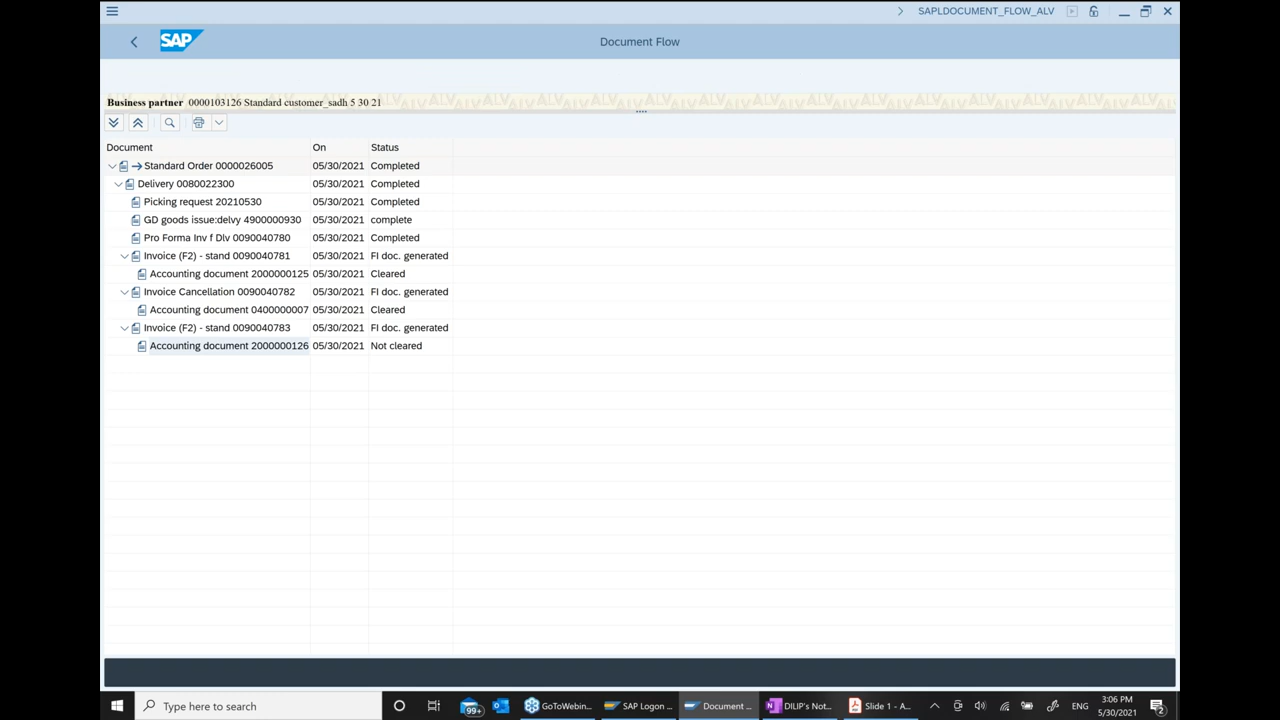 SAPLDOCUMENT_FLOW_ALV
SAP
Document Flow
Business partner 0000103126 Standard customer_sadh 5 30 21
Document On Status
Standard Order 0000026005 05/30/2021 Completed
Delivery 0080022300 05/30/2021 Completed
Picking request 20210530 05/30/2021 Completed
GD goods issue:delvy 4900000930 05/30/2021 complete
Pro Forma Inv f Dlv 0090040780 05/30/2021 Completed
Invoice (F2) - stand 0090040781 05/30/2021 FI doc. generated
Accounting document 2000000125 05/30/2021 Cleared
Invoice Cancellation 0090040782 05/30/2021 FI doc. generated
Accounting document 0400000007 05/30/2021 Cleared
Invoice (F2) - stand 0090040783 05/30/2021 FI doc. generated
Accounting document 2000000126 05/30/2021 Not cleared
Type here to search 99+ GoToWebin... SAP Logon ... Document ... DILIP's Not... Slide 1 - A... ENG 3:06 PM
5/30/2021 2